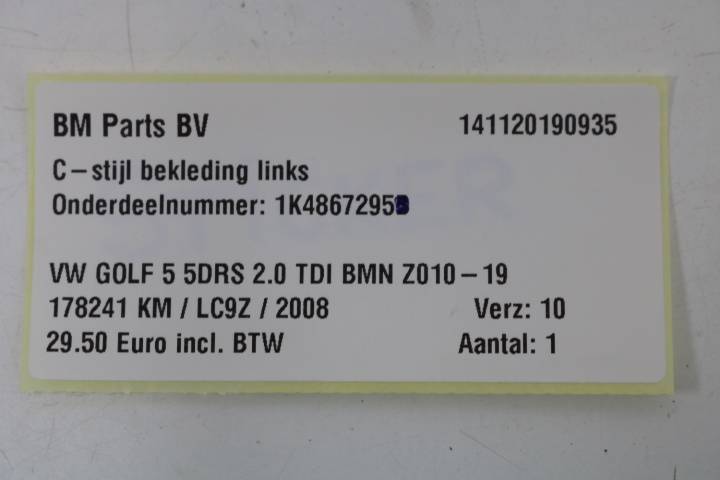 BM Parts BV 141120190935
C-stijl bekleding links
Onderdeelnummer:
VW GOLF 5 5DRS 2.0 TDI BMN Z010-19
178241 KM / LC9Z / 2008 Verz: 10
29.50 Euro incl. BTW Aantal: 1